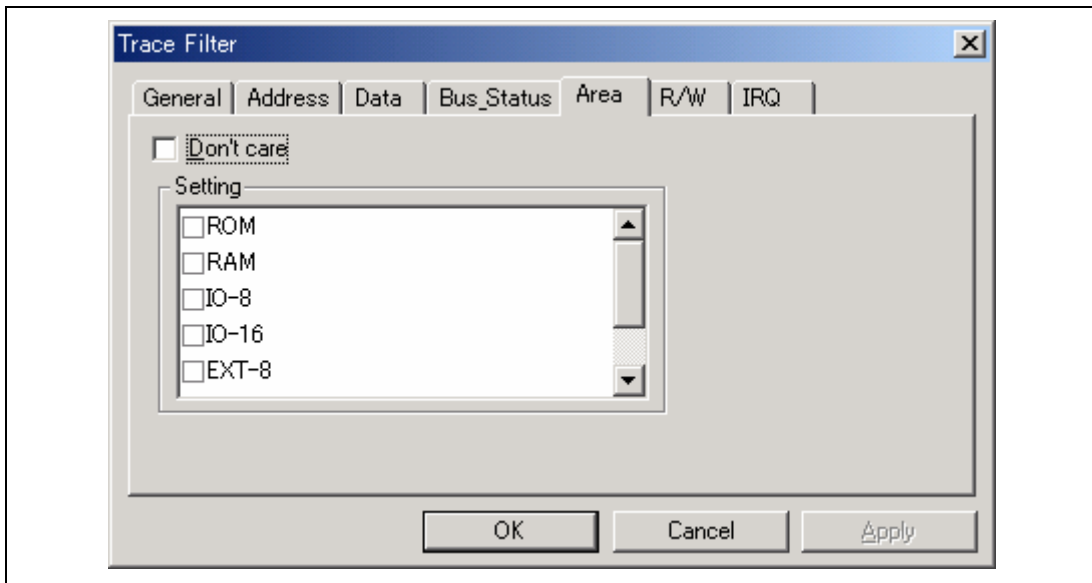 Trace Filter
General Address Data Bus_Status Area R/W IRQ
Don't care
Setting
ROM
RAM
IO-8
IO-16
EXT-8
OK Cancel Apply